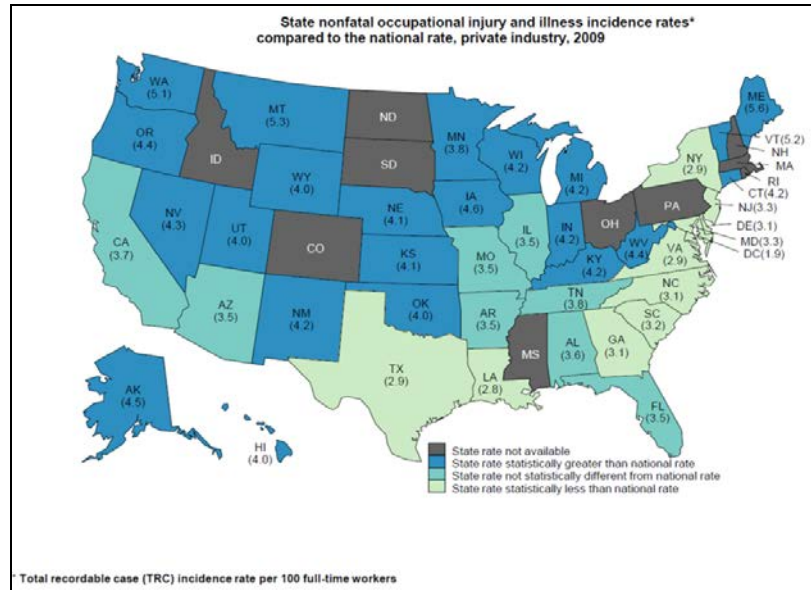 State nonfatal occupational injury and illness incidence rates*
compared to the national rate, private industry, 2009
WA
(5.1)
MT
(5.3)
ND
MN
(3.8)
ME
(5.6)
OR
(4.4)
ID
SD
WI
(4.2)
MI
(4.2)
NY
(2.9)
VT(5.2)
NH
MA
RI
CT(4.2)
NJ(3.3)
DE(3.1)
MD(3.3)
DC(1.9)
WY
(4.0)
NE
(4.1)
IA
(4.6)
PA
OH
NV
(4.3)
UT
(4.0)
CO
KS
(4.1)
IL
(3.5)
IN
(4.2)
WV
(4.4)
VA
(2.9)
CA
(3.7)
MO
(3.5)
KY
(4.2)
NC
(3.1)
AZ
(3.5)
NM
(4.2)
OK
(4.0)
AR
(3.5)
TN
(3.8)
SC
(3.2)
MS
AL
(3.6)
GA
(3.1)
TX
(2.9)
LA
(2.8)
FL
(3.5)
AK
(4.5)
HI
(4.0)
State rate not available
State rate statistically greater than national rate
State rate not statistically different from national rate
State rate statistically less than national rate
* Total recordable case (TRC) incidence rate per 100 full-time workers